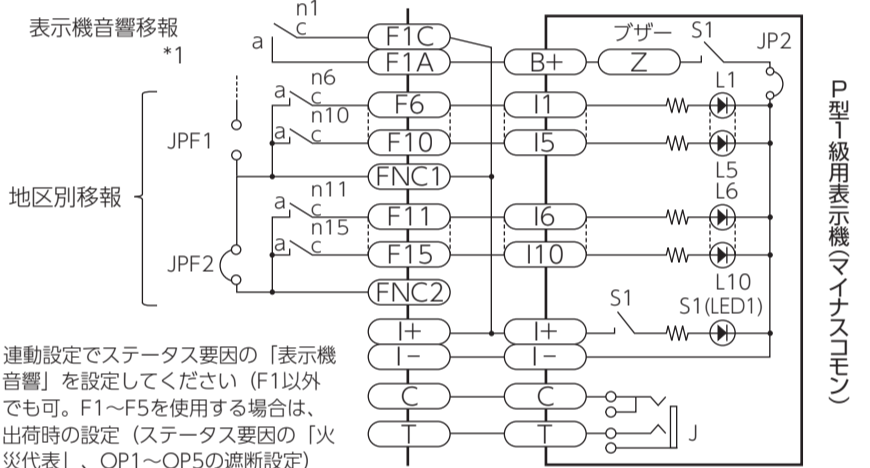 表示機音響移報
*1
n1
c
a
F1C
F1A
B+
ブザー
Z
S1
JP2
地区別移報
JPF1
n6
a
c
n10
a
c
F6
F10
FNC1
I1
I5
L1
L5
JPF2
n11
a
c
n15
a
c
F11
F15
FNC2
I6
I10
L6
L10
S1
S1(LED1)
I+
I+
I−
I−
C
C
T
T
J
P型1級用表示機(マイナスコモン)
連動設定でステータス要因の「表示機
音響」を設定してください（F1以外
でも可。F1～F5を使用する場合は、
出荷時の設定（ステータス要因の「火
災代表」、OP1～OP5の遮断設定）